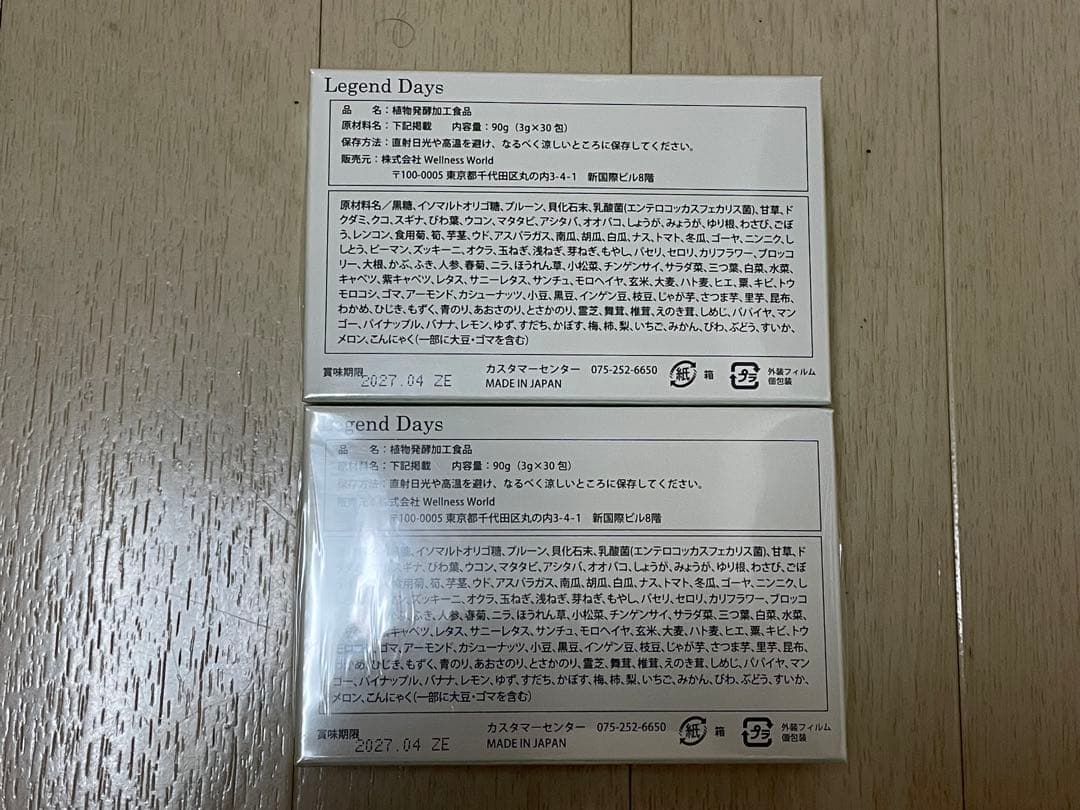 Legend Days
品　名：植物発酵加工食品
原材料名：下記掲載　内容量：90g（3g×30包）
保存方法：直射日光や高温を避け、なるべく涼しいところに保存してください。
販売元：株式会社 Wellness World
〒100-0005 東京都千代田区丸の内3-4-1　新国際ビル8階
原材料名／黒糖、イソマルトオリゴ糖、プルーン、貝化石末、乳酸菌(エンテロコッカスフェカリス菌)、甘草、ド
クダミ、クコ、スギナ、びわ葉、ウコン、マタタビ、アシタバ、オオバコ、しょうが、みょうが、ゆり根、わさび、ごぼ
う、レンコン、食用菊、筍、芋茎、ウド、アスパラガス、南瓜、胡瓜、白瓜、ナス、トマト、冬瓜、ゴーヤ、ニンニク、し
しとう、ピーマン、ズッキーニ、オクラ、玉ねぎ、浅ねぎ、芽ねぎ、もやし、パセリ、セロリ、カリフラワー、ブロッコ
リー、大根、かぶ、ふき、人参、春菊、ニラ、ほうれん草、小松菜、チンゲンサイ、サラダ菜、三つ葉、白菜、水菜、
キャベツ、紫キャベツ、レタス、サニーレタス、サンチュ、モロヘイヤ、玄米、大麦、ハト麦、ヒエ、粟、キビ、トウ
モロコシ、ゴマ、アーモンド、カシューナッツ、小豆、黒豆、インゲン豆、枝豆、じゃが芋、さつま芋、里芋、昆布、
わかめ、ひじき、もずく、青のり、あおさのり、とさかのり、霊芝、舞茸、椎茸、えのき茸、しめじ、パパイヤ、マン
ゴー、パイナップル、バナナ、レモン、ゆず、すだち、かぼす、梅、柿、梨、いちご、みかん、びわ、ぶどう、すいか、
メロン、こんにゃく（一部に大豆・ゴマを含む）
賞味期限 2027.04 ZE
カスタマーセンター　075-252-6650
MADE IN JAPAN
紙 箱
プラ 外装フィルム
個包装
Legend Days
品　名：植物発酵加工食品
原材料名：下記掲載　内容量：90g（3g×30包）
保存方法：直射日光や高温を避け、なるべく涼しいところに保存してください。
販売元：株式会社 Wellness World
〒100-0005 東京都千代田区丸の内3-4-1　新国際ビル8階
糖、イソマルトオリゴ糖、プルーン、貝化石末、乳酸菌(エンテロコッカスフェカリス菌)、甘草、ド
スギナ、びわ葉、ウコン、マタタビ、アシタバ、オオバコ、しょうが、みょうが、ゆり根、わさび、ごぼ
食用菊、筍、芋茎、ウド、アスパラガス、南瓜、胡瓜、白瓜、ナス、トマト、冬瓜、ゴーヤ、ニンニク、し
ン、ズッキーニ、オクラ、玉ねぎ、浅ねぎ、芽ねぎ、もやし、パセリ、セロリ、カリフラワー、ブロッコ
ふき、人参、春菊、ニラ、ほうれん草、小松菜、チンゲンサイ、サラダ菜、三つ葉、白菜、水菜、
キャベツ、レタス、サニーレタス、サンチュ、モロヘイヤ、玄米、大麦、ハト麦、ヒエ、粟、キビ、トウ
ゴマ、アーモンド、カシューナッツ、小豆、黒豆、インゲン豆、枝豆、じゃが芋、さつま芋、里芋、昆布、
わかめ、ひじき、もずく、青のり、あおさのり、とさかのり、霊芝、舞茸、椎茸、えのき茸、しめじ、パパイヤ、マン
ゴー、パイナップル、バナナ、レモン、ゆず、すだち、かぼす、梅、柿、梨、いちご、みかん、びわ、ぶどう、すいか、
メロン、こんにゃく（一部に大豆・ゴマを含む）
賞味期限 2027.04 ZE
カスタマーセンター　075-252-6650
MADE IN JAPAN
紙 箱
プラ 外装フィルム
個包装